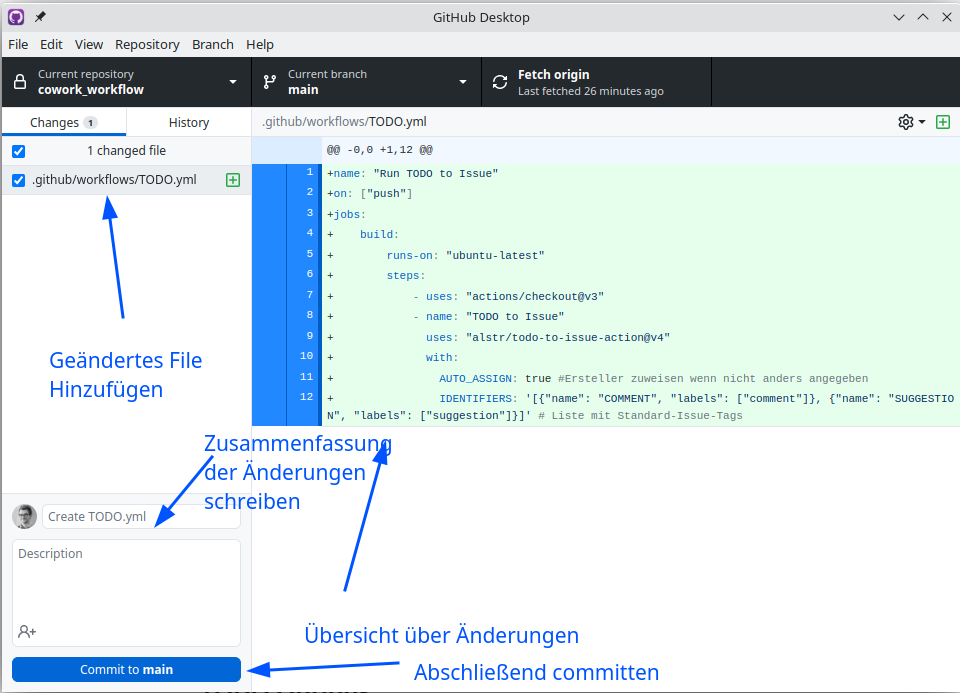 GitHub Desktop
File Edit View Repository Branch Help
Current repository
cowork_workflow
Current branch
main
Fetch origin
Last fetched 26 minutes ago
Changes 1
History
1 changed file
.github/workflows/TODO.yml
.github/workflows/TODO.yml
@@ -0,0 +1,12 @@
1 +name: "Run TODO to Issue"
2 +on: ["push"]
3 +jobs:
4 +    build:
5 +        runs-on: "ubuntu-latest"
6 +        steps:
7 +            - uses: "actions/checkout@v3"
8 +            - name: "TODO to Issue"
9 +              uses: "alstr/todo-to-issue-action@v4"
10 +              with:
11 +                AUTO_ASSIGN: true #Ersteller zuweisen wenn nicht anders angegeben
12 +                IDENTIFIERS: '[{"name": "COMMENT", "labels": ["comment"]}, {"name": "SUGGESTIO
N", "labels": ["suggestion"]}]' # Liste mit Standard-Issue-Tags
Geändertes File
Hinzufügen
Zusammenfassung
der Änderungen
schreiben
Create TODO.yml
Description
Übersicht über Änderungen
Commit to main
Abschließend committen